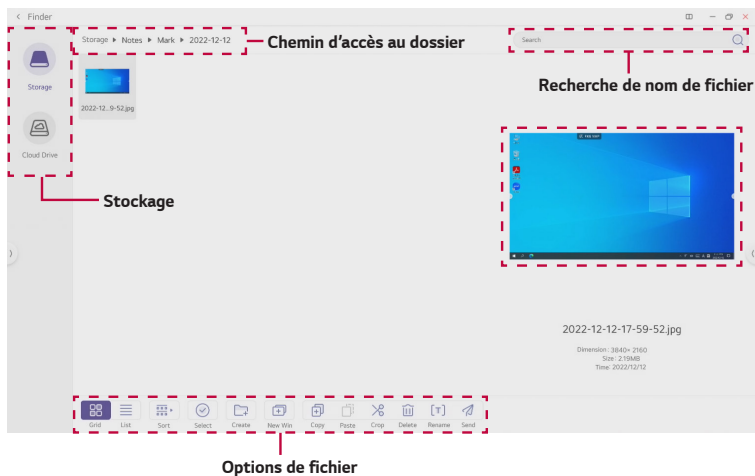 Finder
Storage ▶ Notes ▶ Mark ▶ 2022-12-12
Chemin d'accès au dossier
Search
Recherche de nom de fichier
Storage
2022-12..9-52.jpg
Cloud Drive
Stockage
2022-12-12-17-59-52.jpg
Dimension : 3840* 2160
Size : 2.19MB
Time: 2022/12/12
Grid List Sort Select Create New Win Copy Paste Crop Delete Rename Send
Options de fichier